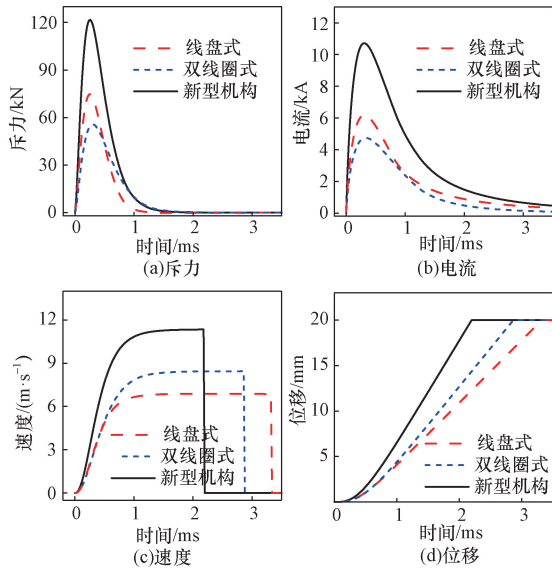 120
90
60
30
0
斥力/kN
线盘式
双线圈式
新型机构
0
1
2
3
时间/ms
(a)斥力
12
10
8
6
4
2
0
电流/kA
线盘式
双线圈式
新型机构
0
1
2
3
时间/ms
(b)电流
12
9
6
3
0
速度/(m·s⁻¹)
线盘式
双线圈式
新型机构
0
1
2
3
时间/ms
(c)速度
20
15
10
5
0
位移/mm
线盘式
双线圈式
新型机构
0
1
2
3
时间/ms
(d)位移